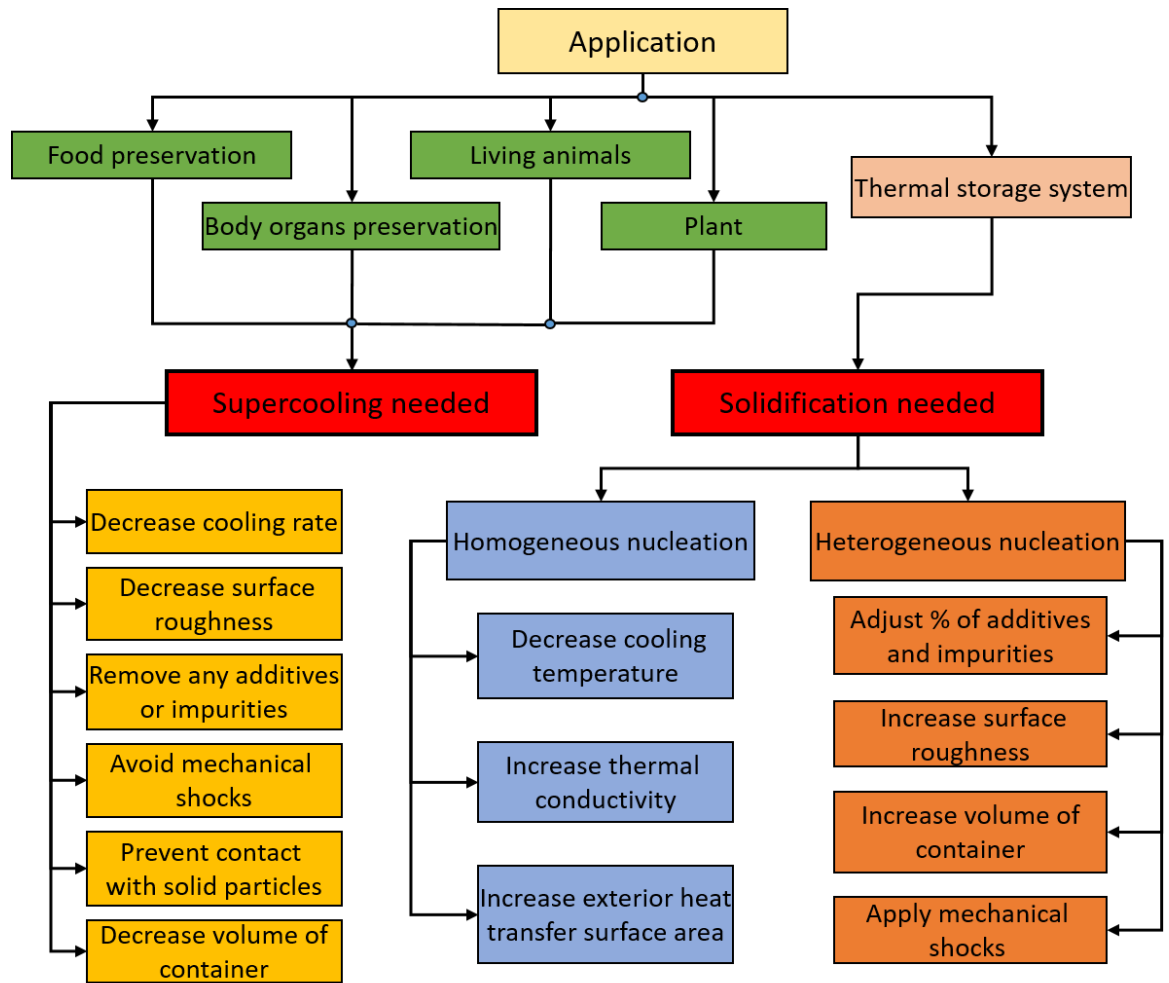 Application
Food preservation
Living animals
Thermal storage system
Body organs preservation
Plant
Supercooling needed
Solidification needed
Decrease cooling rate
Decrease surface
roughness
Remove any additives
or impurities
Avoid mechanical
shocks
Prevent contact
with solid particles
Decrease volume of
container
Homogeneous nucleation
Decrease cooling
temperature
Increase thermal
conductivity
Increase exterior heat
transfer surface area
Heterogeneous nucleation
Adjust % of additives
and impurities
Increase surface
roughness
Increase volume of
container
Apply mechanical
shocks